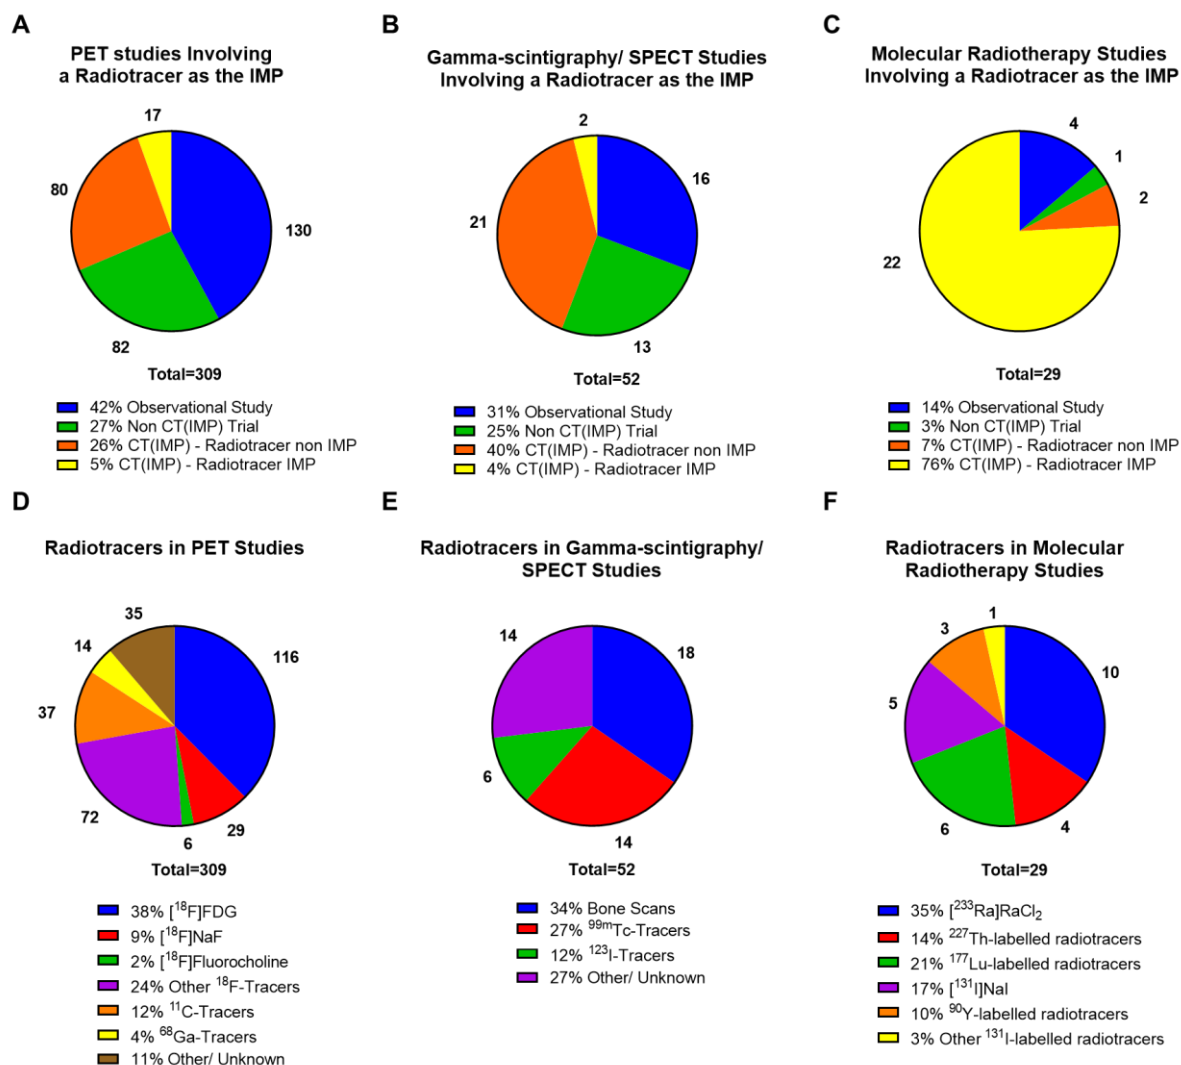 A
PET studies Involving
a Radiotracer as the IMP
17
80
130
82
Total=309
42% Observational Study
27% Non CT(IMP) Trial
26% CT(IMP) - Radiotracer non IMP
5% CT(IMP) - Radiotracer IMP
B
Gamma-scintigraphy/ SPECT Studies
Involving a Radiotracer as the IMP
2
16
21
13
Total=52
31% Observational Study
25% Non CT(IMP) Trial
40% CT(IMP) - Radiotracer non IMP
4% CT(IMP) - Radiotracer IMP
C
Molecular Radiotherapy Studies
Involving a Radiotracer as the IMP
4
1
2
22
Total=29
14% Observational Study
3% Non CT(IMP) Trial
7% CT(IMP) - Radiotracer non IMP
76% CT(IMP) - Radiotracer IMP
D
Radiotracers in PET Studies
35
14
116
37
72
29
6
Total=309
38% [¹⁸F]FDG
9% [¹⁸F]NaF
2% [¹⁸F]Fluorocholine
24% Other ¹⁸F-Tracers
12% ¹¹C-Tracers
4% ⁶⁸Ga-Tracers
11% Other/ Unknown
E
Radiotracers in Gamma-scintigraphy/
SPECT Studies
14
18
6
14
Total=52
34% Bone Scans
27% ⁹⁹ᵐTc-Tracers
12% ¹²³I-Tracers
27% Other/ Unknown
F
Radiotracers in Molecular
Radiotherapy Studies
1
3
10
5
6
4
Total=29
35% [²³³Ra]RaCl₂
14% ²²⁷Th-labelled radiotracers
21% ¹⁷⁷Lu-labelled radiotracers
17% [¹³¹I]NaI
10% ⁹⁰Y-labelled radiotracers
3% Other ¹³¹I-labelled radiotracers